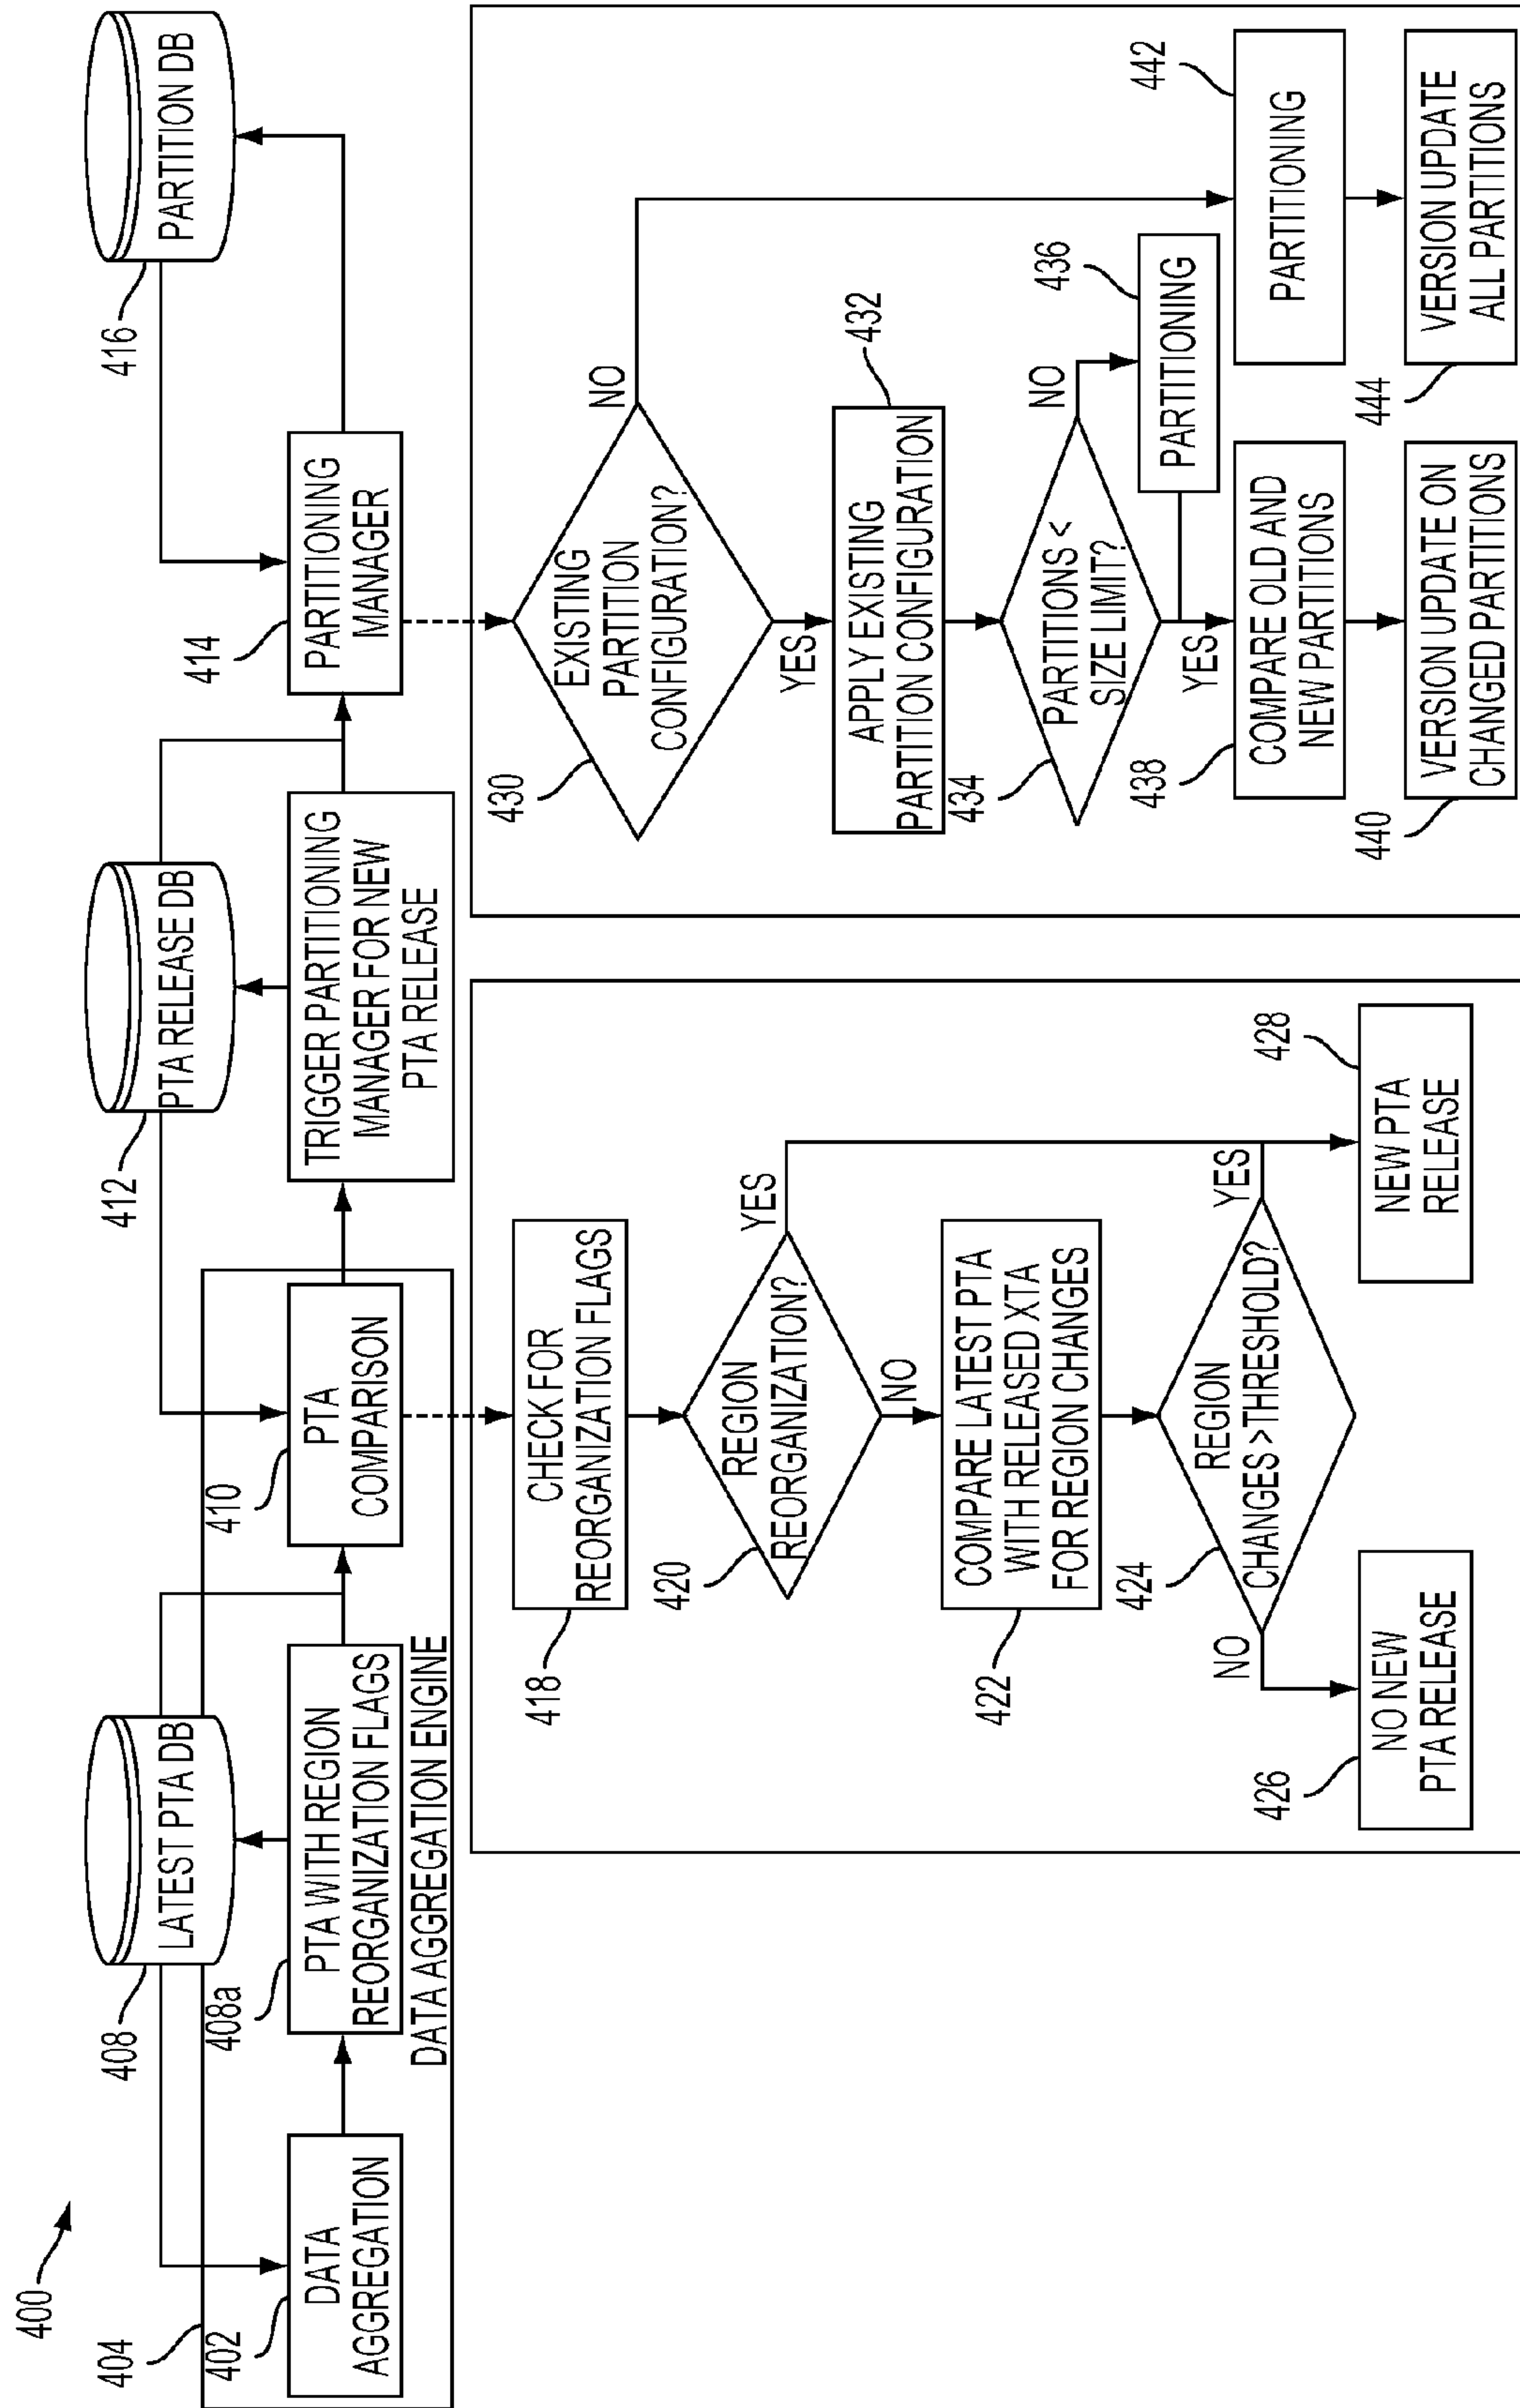 400
404
402
DATA
AGGREGATION
408
LATEST PTA DB
408a
PTA WITH REGION
REORGANIZATION FLAGS
DATA AGGREGATION ENGINE
410
PTA
COMPARISON
412
PTA RELEASE DB
TRIGGER PARTITIONING
MANAGER FOR NEW
PTA RELEASE
414
PARTITIONING
MANAGER
416
PARTITION DB
418
CHECK FOR
REORGANIZATION FLAGS
420
REGION
REORGANIZATION?
YES
NO
422
COMPARE LATEST PTA
WITH RELEASED XTA
FOR REGION CHANGES
424
REGION
CHANGES >THRESHOLD?
NO
YES
426
NO NEW
PTA RELEASE
428
NEW PTA
RELEASE
430
EXISTING
PARTITION
CONFIGURATION?
NO
YES
432
APPLY EXISTING
PARTITION CONFIGURATION
434
PARTITIONS <
SIZE LIMIT?
NO
YES
436
PARTITIONING
438
COMPARE OLD AND
NEW PARTITIONS
440
VERSION UPDATE ON
CHANGED PARTITIONS
442
PARTITIONING
444
VERSION UPDATE
ALL PARTITIONS